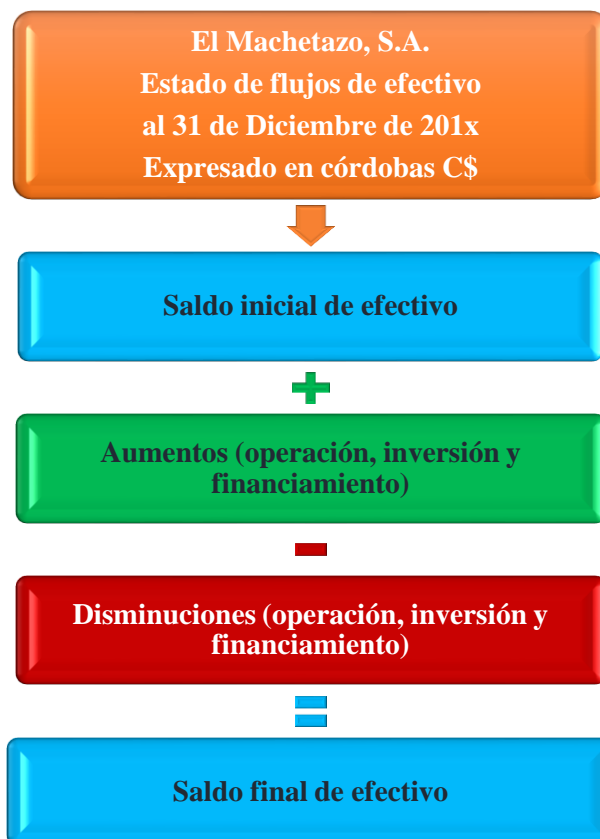 El Machetazo, S.A.
Estado de flujos de efectivo
al 31 de Diciembre de 201x
Expresado en córdobas C$
Saldo inicial de efectivo
Aumentos (operación, inversión y
financiamiento)
Disminuciones (operación, inversión y
financiamiento)
Saldo final de efectivo